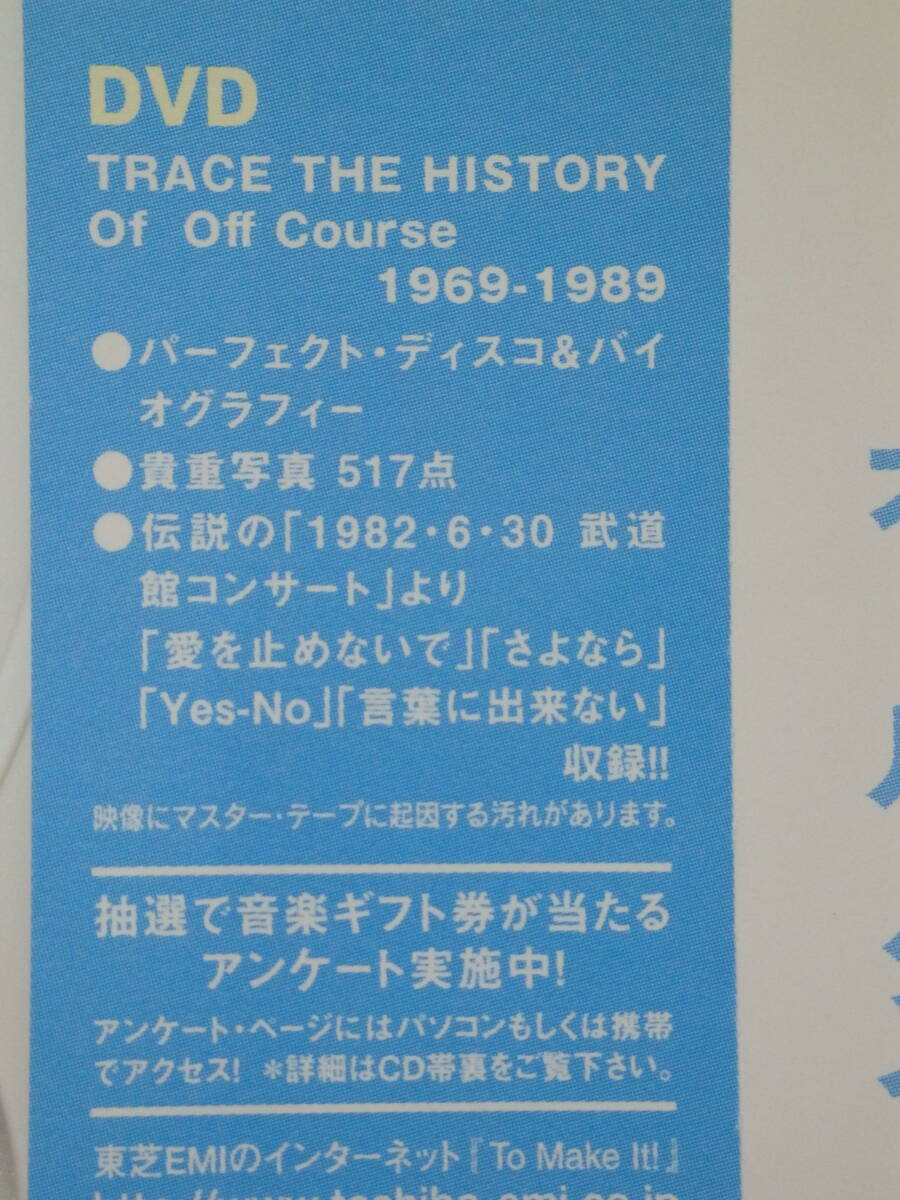 DVD
TRACE THE HISTORY
Of Off Course
1969-1989
●パーフェクト・ディスコ&バイ
オグラフィー
●貴重写真 517点
●伝説の「1982・6・30 武道
館コンサート」より
「愛を止めないで」「さよなら」
「Yes-No」「言葉に出来ない」
収録!!
映像にマスター・テープに起因する汚れがあります。
抽選で音楽ギフト券が当たる
アンケート実施中!
アンケート・ページにはパソコンもしくは携帯
でアクセス! *詳細はCD帯裏をご覧下さい。
東芝EMIのインターネット『To Make It!』
http://www.toshiba-emi.co.jp